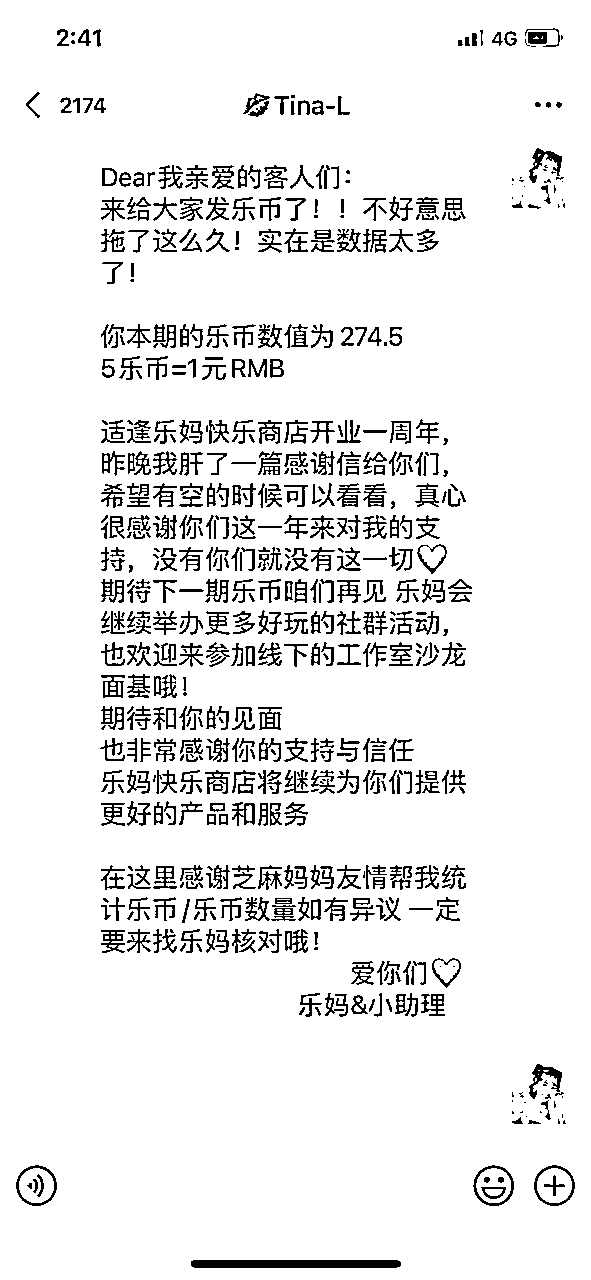 2:41
4G
2174
Tina-L
Dear我亲爱的客人们：
来给大家发乐币了！！不好意思
拖了这么久！实在是数据太多
了！
你本期的乐币数值为 274.5
5乐币=1元RMB
适逢乐妈快乐商店开业一周年，
昨晚我肝了一篇感谢信给你们，
希望有空的时候可以看看，真心
很感谢你们这一年来对我的支
持，没有你们就没有这一切♡
期待下一期乐币咱们再见 乐妈会
继续举办更多好玩的社群活动，
也欢迎来参加线下的工作室沙龙
面基哦！
期待和你的见面
也非常感谢你的支持与信任
乐妈快乐商店将继续为你们提供
更好的产品和服务
在这里感谢芝麻妈妈友情帮我统
计乐币/乐币数量如有异议 一定
要来找乐妈核对哦！
爱你们♡
乐妈&小助理